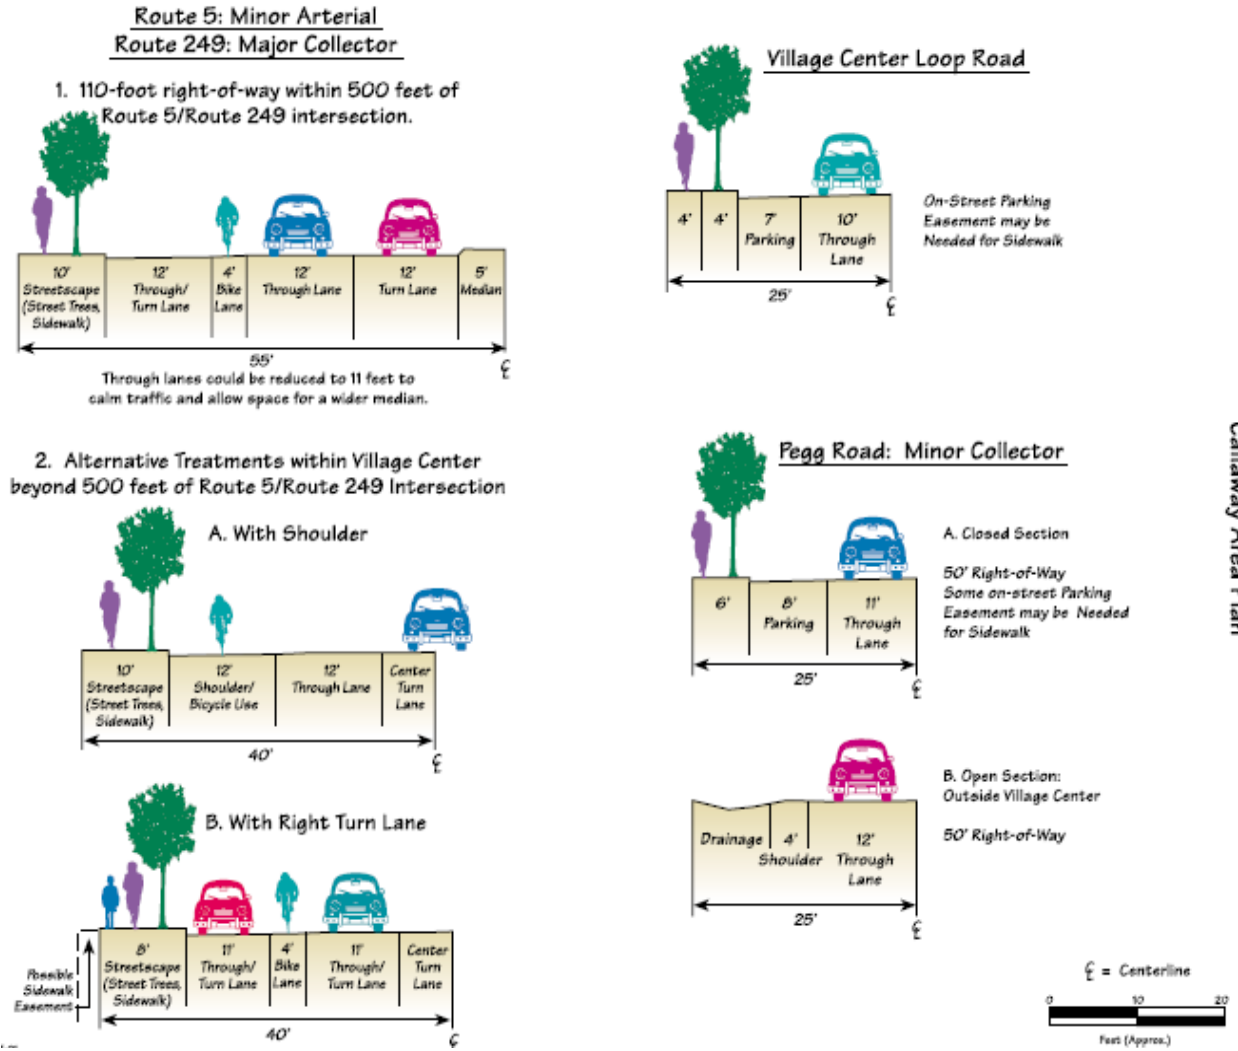 Route 5: Minor Arterial
Route 249: Major Collector
1. 110-foot right-of-way within 500 feet of
Route 5/Route 249 intersection.
10'
Streetscape
(Street Trees,
Sidewalk)
12'
Through/
Turn Lane
4'
Bike
Lane
12'
Through Lane
12'
Turn Lane
5'
Median
55'
℄
Through lanes could be reduced to 11 feet to
calm traffic and allow space for a wider median.
2. Alternative Treatments within Village Center
beyond 500 feet of Route 5/Route 249 Intersection
A. With Shoulder
10'
Streetscape
(Street Trees,
Sidewalk)
12'
Shoulder/
Bicycle Use
12'
Through Lane
Center
Turn
Lane
40'
℄
B. With Right Turn Lane
Possible
Sidewalk
Easement
8'
Streetscape
(Street Trees,
Sidewalk)
11'
Through/
Turn Lane
4'
Bike
Lane
11'
Through/
Turn Lane
Center
Turn
Lane
40'
℄
Village Center Loop Road
4'
4'
7'
Parking
10'
Through
Lane
25'
℄
On-Street Parking
Easement may be
Needed for Sidewalk
Pegg Road: Minor Collector
6'
8'
Parking
11'
Through
Lane
25'
℄
A. Closed Section
50' Right-of-Way
Some on-street Parking
Easement may be Needed
for Sidewalk
Drainage
4'
Shoulder
12'
Through
Lane
25'
℄
B. Open Section:
Outside Village Center
50' Right-of-Way
℄ = Centerline
0 10 20
Feet (Approx.)